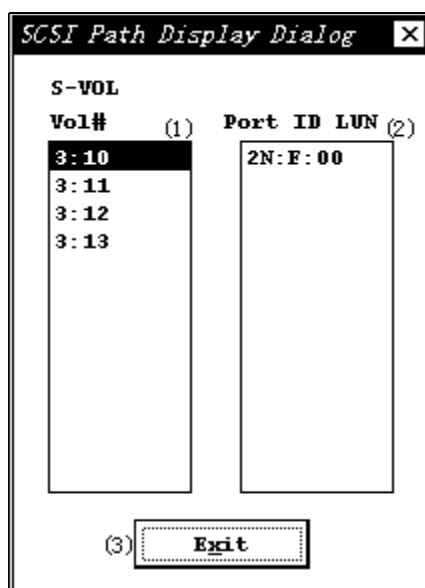 SCSI Path Display Dialog
S-VOL
Vol# (1) Port ID LUN (2)
3:10 2N:F:00
3:11
3:12
3:13
(3) Exit